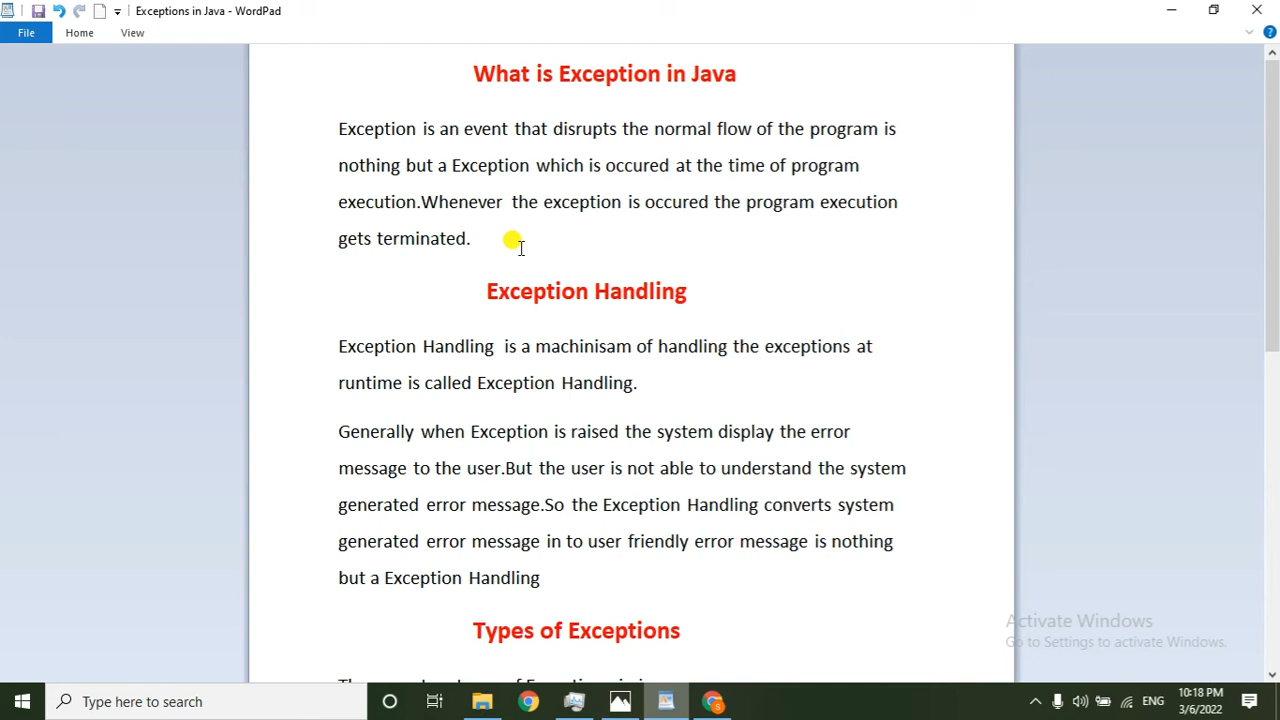 Exceptions in Java - WordPad
File Home View
What is Exception in Java
Exception is an event that disrupts the normal flow of the program is
nothing but a Exception which is occured at the time of program
execution.Whenever the exception is occured the program execution
gets terminated.
Exception Handling
Exception Handling is a machinisam of handling the exceptions at
runtime is called Exception Handling.
Generally when Exception is raised the system display the error
message to the user.But the user is not able to understand the system
generated error message.So the Exception Handling converts system
generated error message in to user friendly error message is nothing
but a Exception Handling
Types of Exceptions
Activate Windows
Go to Settings to activate Windows.
Type here to search
ENG
10:18 PM
3/6/2022